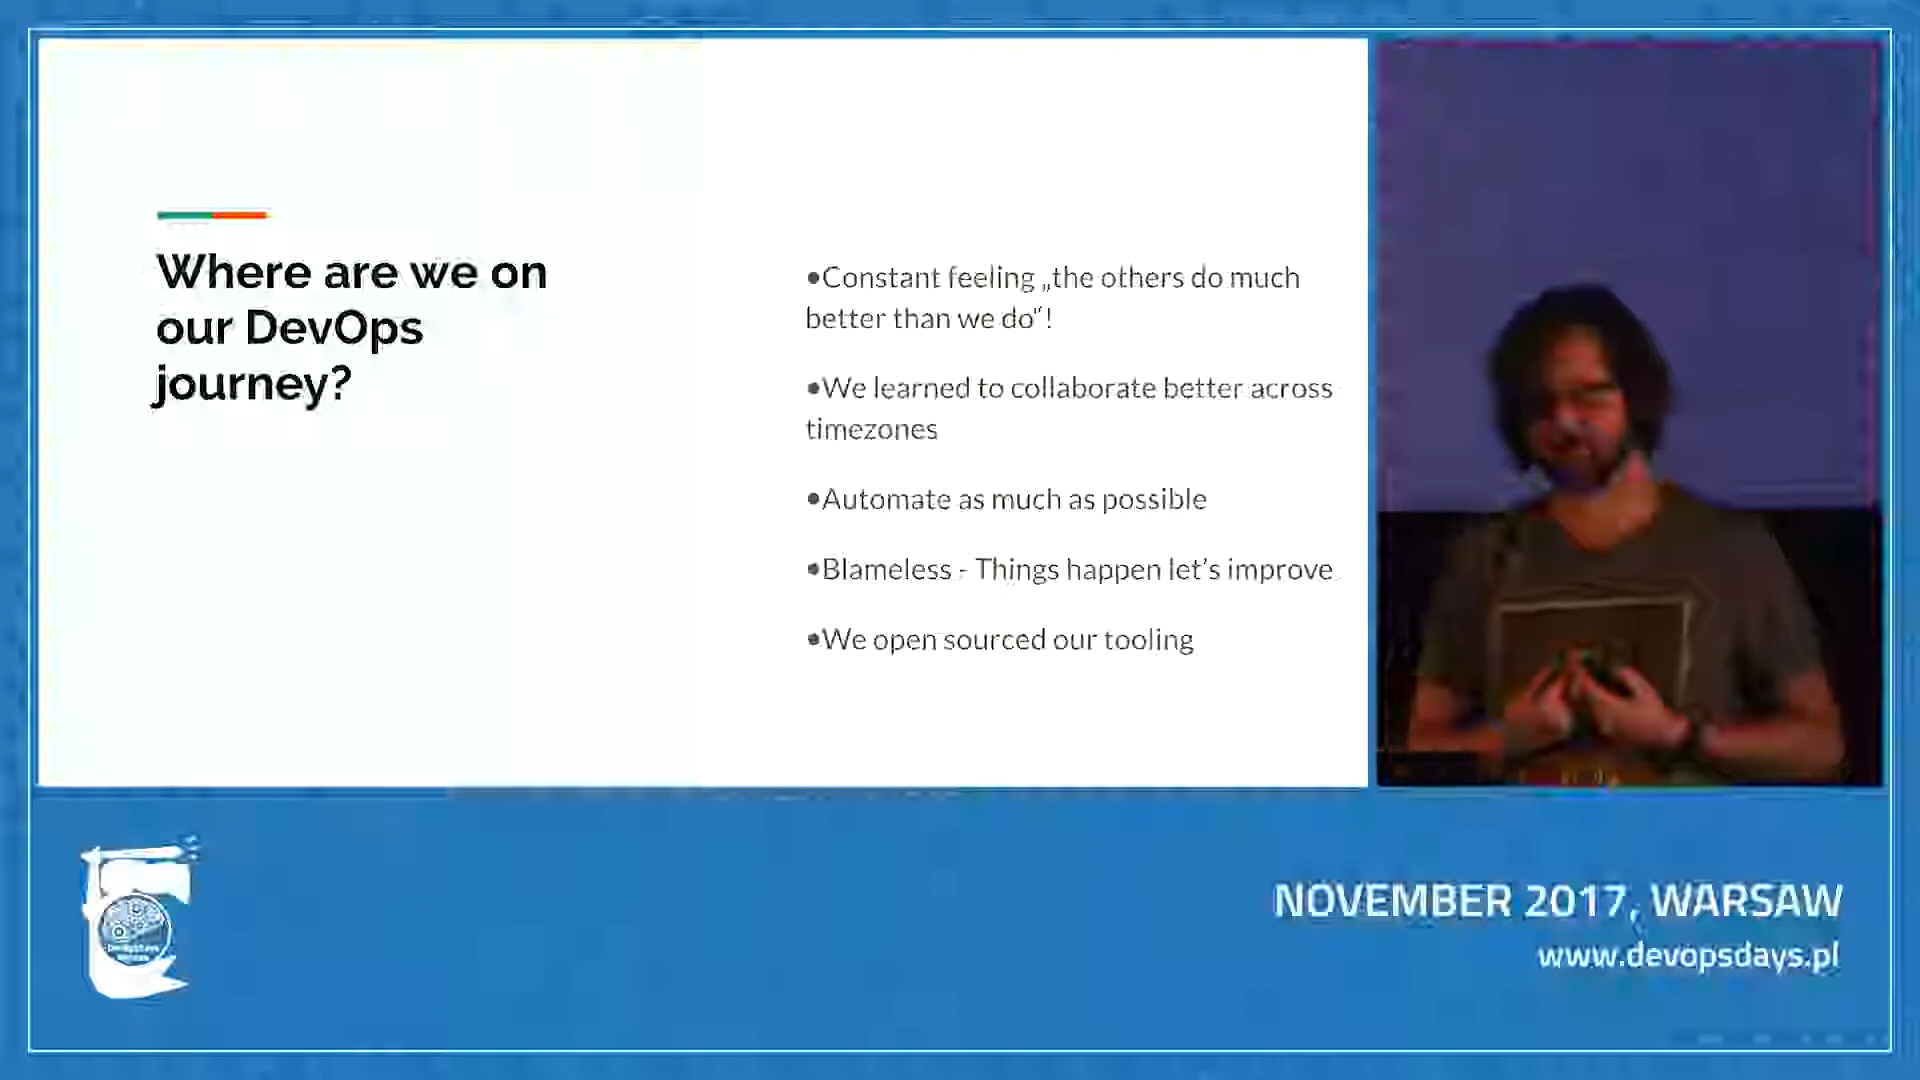 Where are we on
our DevOps
journey?
●Constant feeling „the others do much
better than we do“!
●We learned to collaborate better across
timezones
●Automate as much as possible
●Blameless - Things happen let's improve
●We open sourced our tooling
NOVEMBER 2017, WARSAW
www.devopsdays.pl